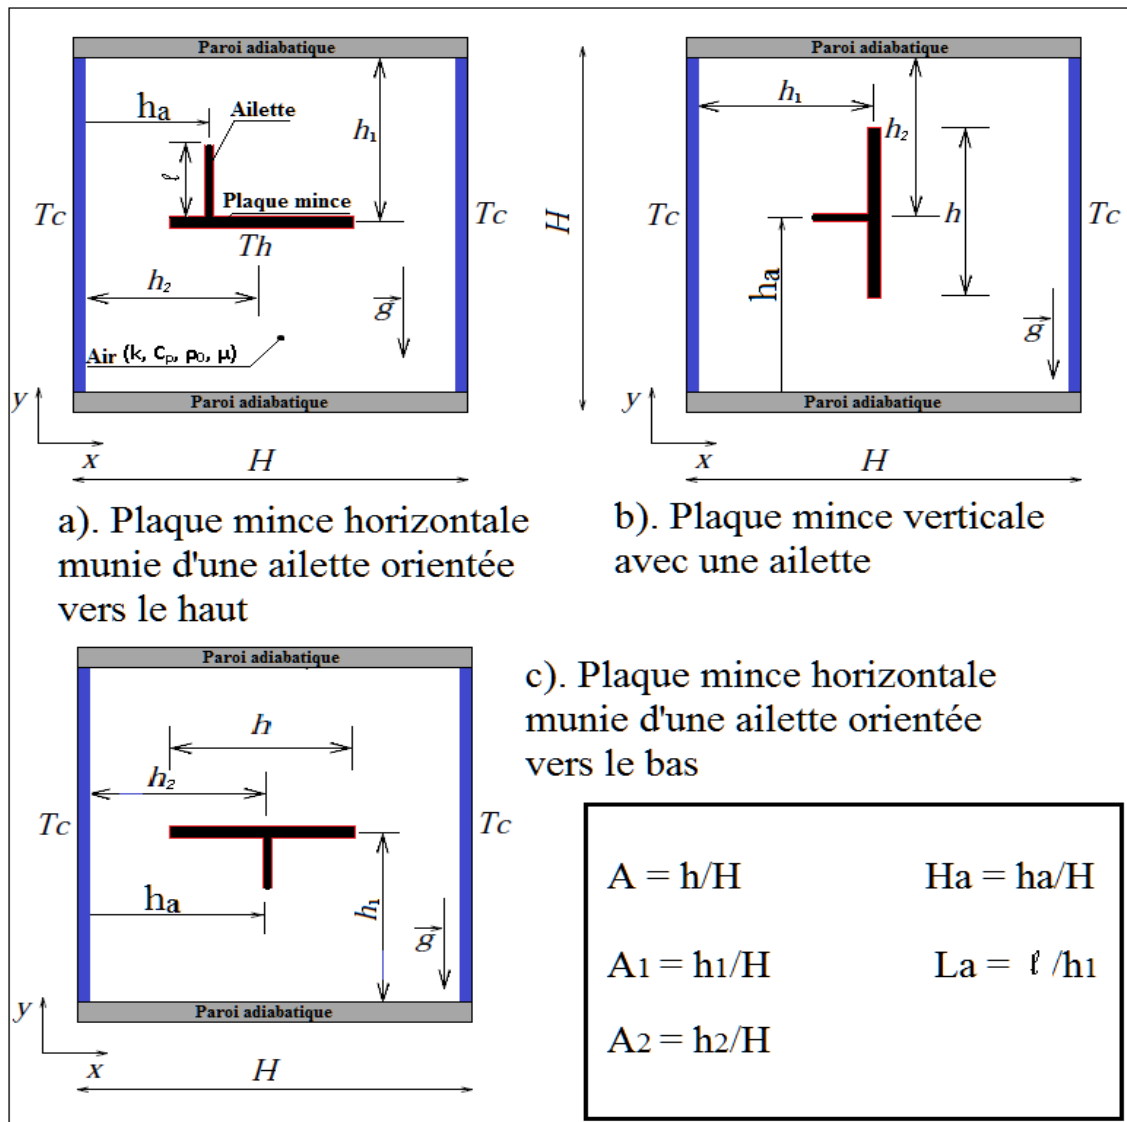 Paroi adiabatique
ha
Ailette
h1
ℓ
Plaque mince
Tc
Tc
Th
h2
g
Air (k, Cp, ρ0, μ)
Paroi adiabatique
y
x
H
a). Plaque mince horizontale
munie d'une ailette orientée
vers le haut
Paroi adiabatique
h1
h2
H
Tc
h
ha
g
Paroi adiabatique
y
x
H
b). Plaque mince verticale
avec une ailette
Paroi adiabatique
h
h2
Tc
Tc
ha
h1
g
Paroi adiabatique
y
x
H
c). Plaque mince horizontale
munie d'une ailette orientée
vers le bas
A = h/H
Ha = ha/H
A1 = h1/H
La = ℓ /h1
A2 = h2/H